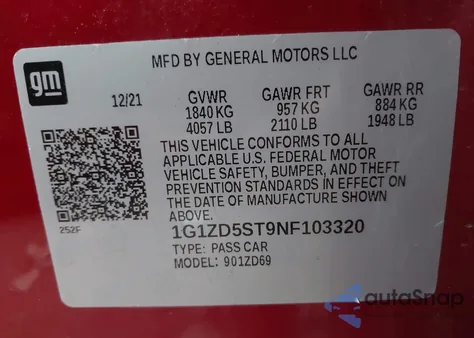 MFD BY GENERAL MOTORS LLC
gm
12/21 GVWR GAWR FRT GAWR RR
1840 KG 957 KG 884 KG
4057 LB 2110 LB 1948 LB
THIS VEHICLE CONFORMS TO ALL
APPLICABLE U.S. FEDERAL MOTOR
VEHICLE SAFETY, BUMPER, AND THEFT
PREVENTION STANDARDS IN EFFECT ON
THE DATE OF MANUFACTURE SHOWN
ABOVE.
252F
1G1ZD5ST9NF103320
TYPE: PASS CAR
MODEL: 901ZD69
autoSnap